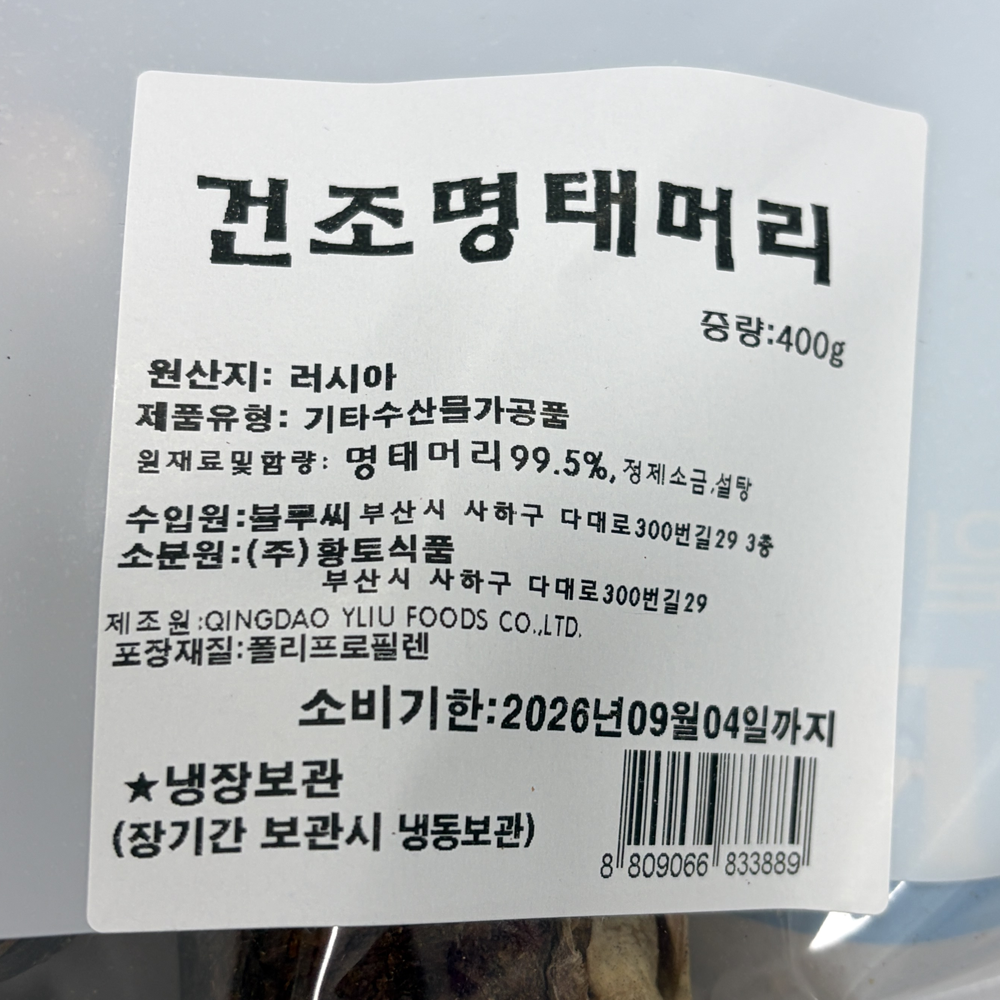 건조명태머리
중량:400g
원산지: 러시아
제품유형: 기타수산물가공품
원재료및함량: 명태머리99.5%,정제소금,설탕
수입원:블루씨 부산시 사하구 다대로300번길29 3층
소분원:(주)황토식품
부산시 사하구 다대로300번길29
제조원:QINGDAO YLIU FOODS CO.,LTD.
포장재질:폴리프로필렌
소비기한:2026년09월04일까지
★냉장보관
(장기간 보관시 냉동보관)
8 809066 833889